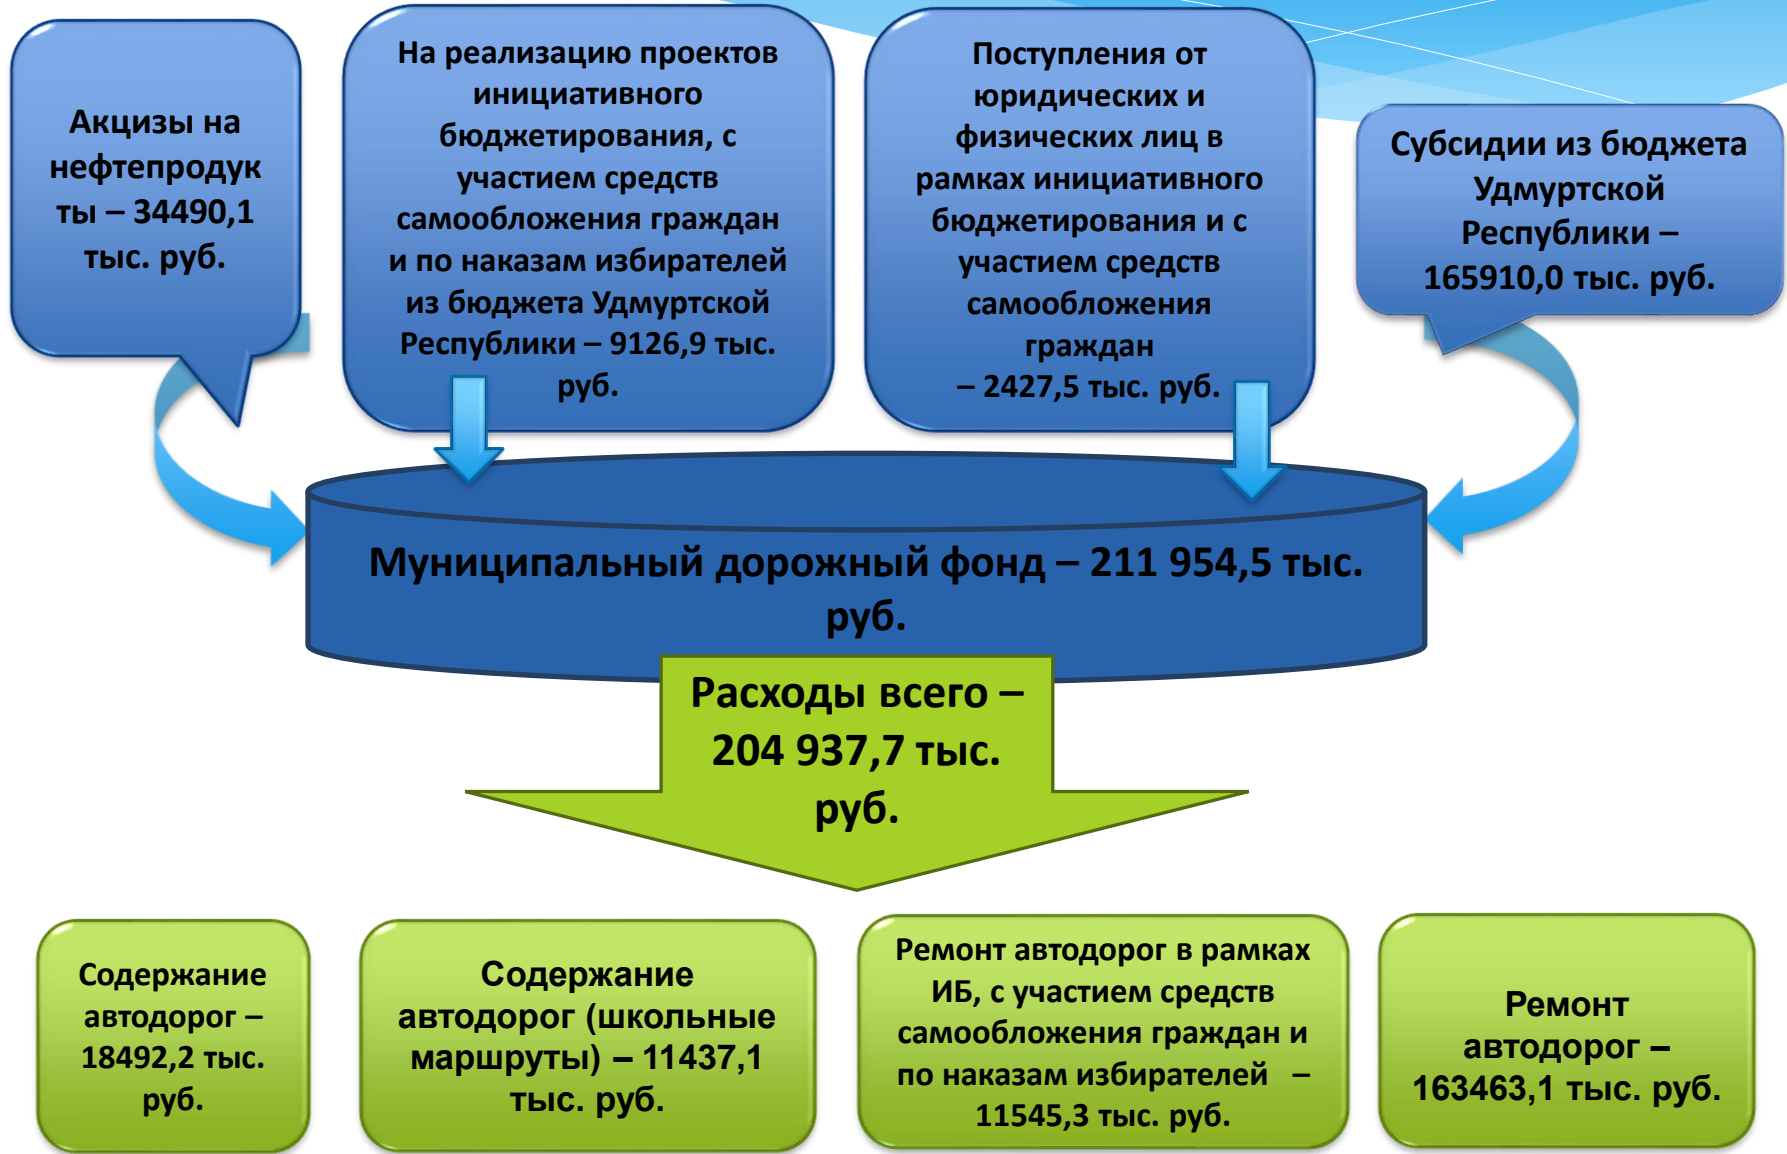 Акцизы на
нефтепродук
ты – 34490,1
тыс. руб.
На реализацию проектов
инициативного
бюджетирования, с
участием средств
самообложения граждан
и по наказам избирателей
из бюджета Удмуртской
Республики – 9126,9 тыс.
руб.
Поступления от
юридических и
физических лиц в
рамках инициативного
бюджетирования и с
участием средств
самообложения
граждан
– 2427,5 тыс. руб.
Субсидии из бюджета
Удмуртской
Республики –
165910,0 тыс. руб.
Муниципальный дорожный фонд – 211 954,5 тыс.
руб.
Расходы всего –
204 937,7 тыс.
руб.
Содержание
автодорог –
18492,2 тыс.
руб.
Содержание
автодорог (школьные
маршруты) – 11437,1
тыс. руб.
Ремонт автодорог в рамках
ИБ, с участием средств
самообложения граждан и
по наказам избирателей –
11545,3 тыс. руб.
Ремонт
автодорог –
163463,1 тыс. руб.